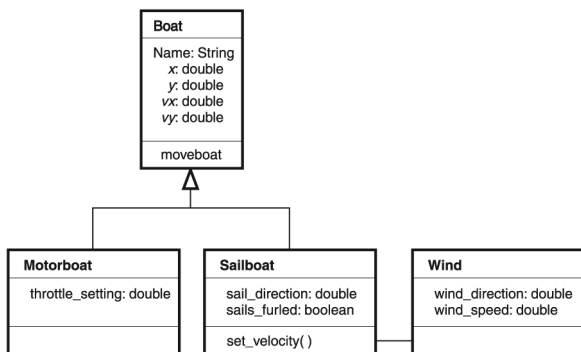 Boat
Name: String
x: double
y: double
vx: double
vy: double
moveboat
Motorboat
throttle_setting: double
Sailboat
sail_direction: double
sails_furled: boolean
set_velocity( )
Wind
wind_direction: double
wind_speed: double